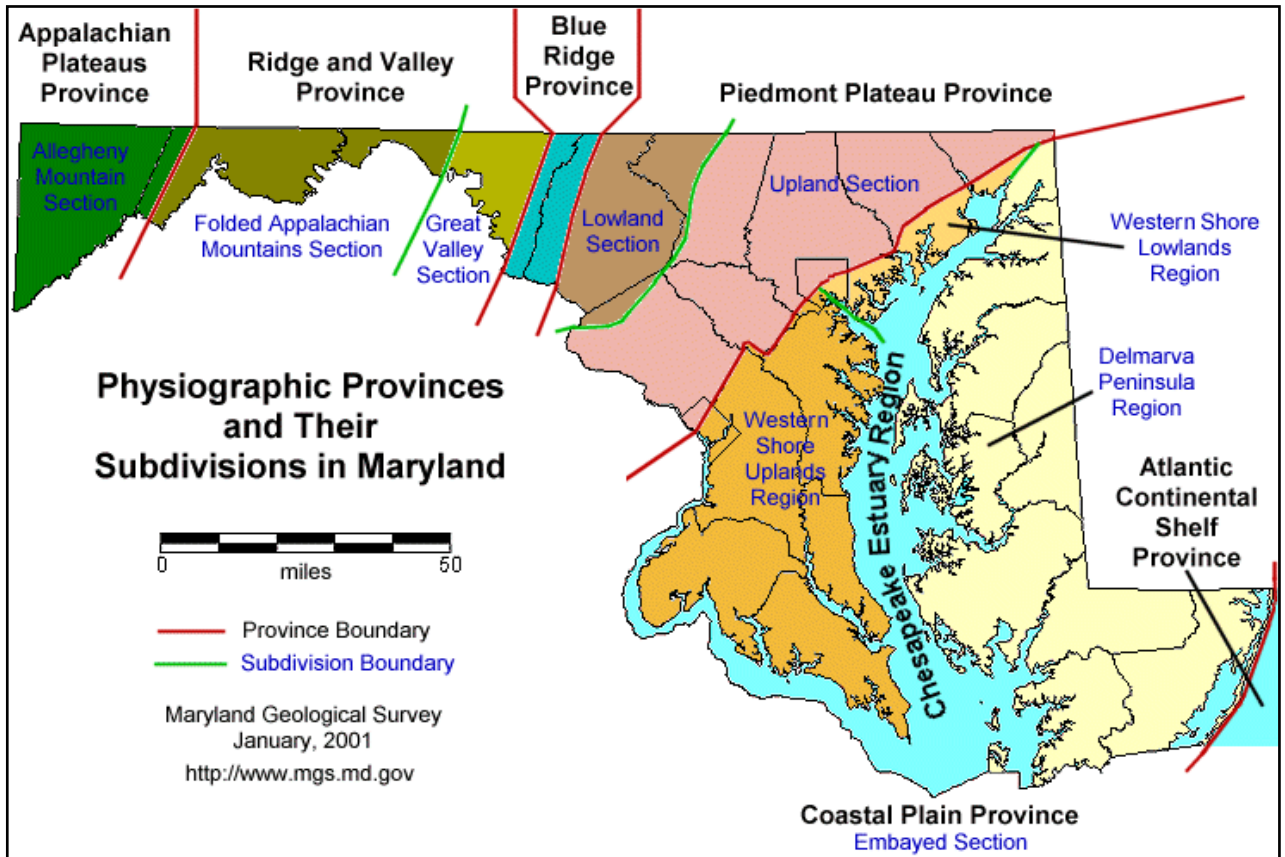 Appalachian
Plateaus
Province
Ridge and Valley
Province
Blue
Ridge
Province
Piedmont Plateau Province
Allegheny
Mountain
Section
Folded Appalachian
Mountains Section
Great
Valley
Section
Lowland
Section
Upland Section
Western Shore
Lowlands
Region
Delmarva
Peninsula
Region
Western
Shore
Uplands
Region
Chesapeake Estuary Region
Atlantic
Continental
Shelf
Province
Physiographic Provinces
and Their
Subdivisions in Maryland
0 50
miles
Province Boundary
Subdivision Boundary
Maryland Geological Survey
January, 2001
http://www.mgs.md.gov
Coastal Plain Province
Embayed Section